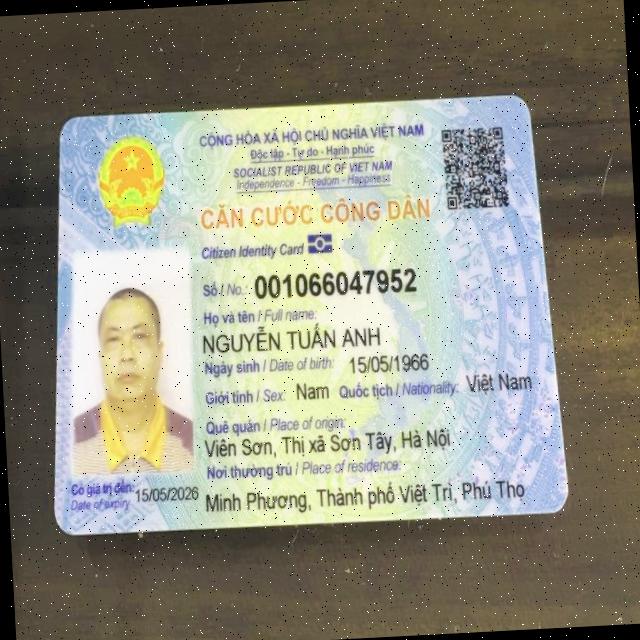 CỘNG HÒA XÃ HỘI CHỦ NGHĨA VIỆT NAM
Độc lập - Tự do - Hạnh phúc
SOCIALIST REPUBLIC OF VIET NAM
Independence - Freedom - Happiness
CĂN CƯỚC CÔNG DÂN
Citizen Identity Card
Số / No.: 001066047952
Họ và tên / Full name:
NGUYỄN TUẤN ANH
Ngày sinh / Date of birth: 15/05/1966
Giới tính / Sex: Nam Quốc tịch / Nationality: Việt Nam
Quê quán / Place of origin:
Viên Sơn, Thị xã Sơn Tây, Hà Nội
Nơi thường trú / Place of residence:
Minh Phương, Thành phố Việt Trì, Phú Thọ
Có giá trị đến: 15/05/2026
Date of expiry